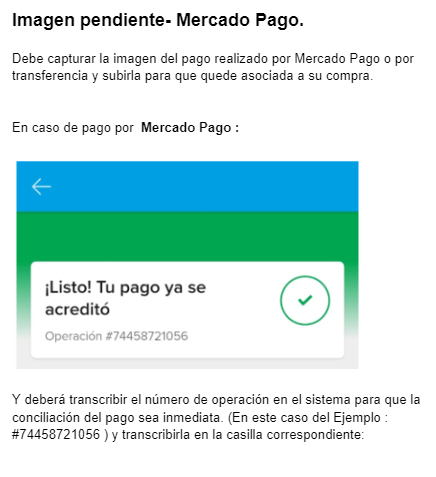 Imagen pendiente- Mercado Pago.
Debe capturar la imagen del pago realizado por Mercado Pago o por
transferencia y subirla para que quede asociada a su compra.
En caso de pago por Mercado Pago :
¡Listo! Tu pago ya se
acreditó
Operación #74458721056
Y deberá transcribir el número de operación en el sistema para que la
conciliación del pago sea inmediata. (En este caso del Ejemplo :
#74458721056 ) y transcribirla en la casilla correspondiente: